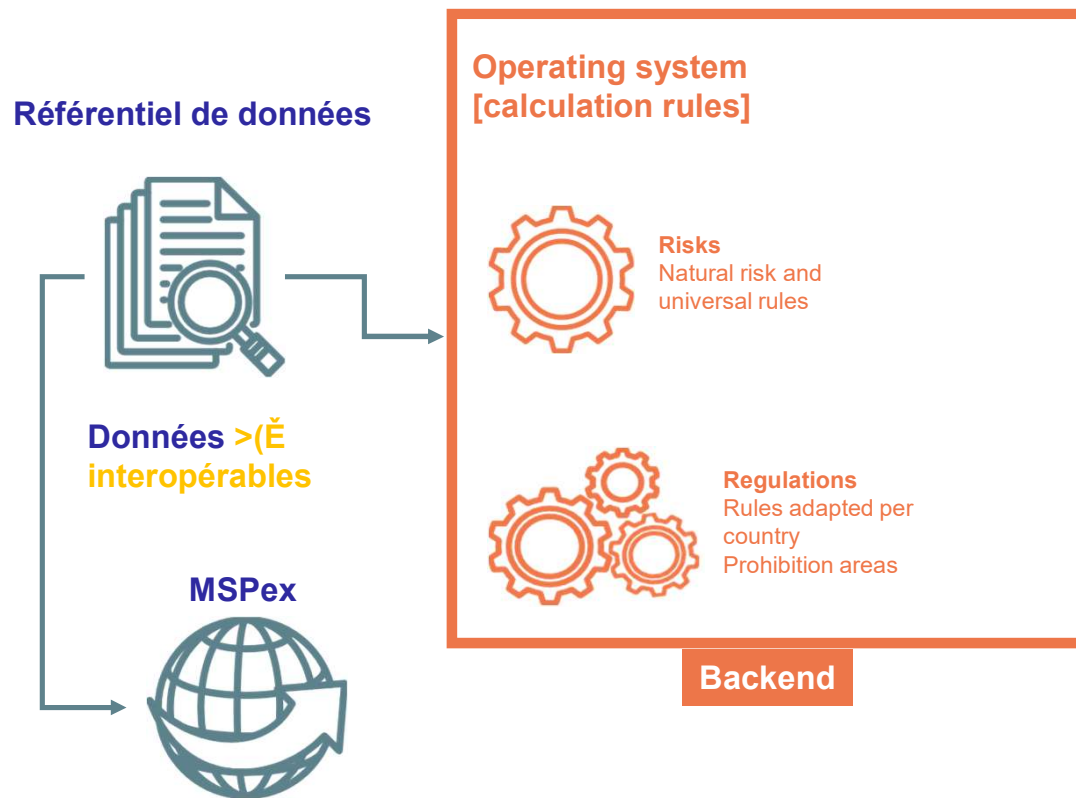 Référentiel de données
Données >(Ě
interopérables
MSPex
Operating system
[calculation rules]
Risks
Natural risk and
universal rules
Regulations
Rules adapted per
country
Prohibition areas
Backend